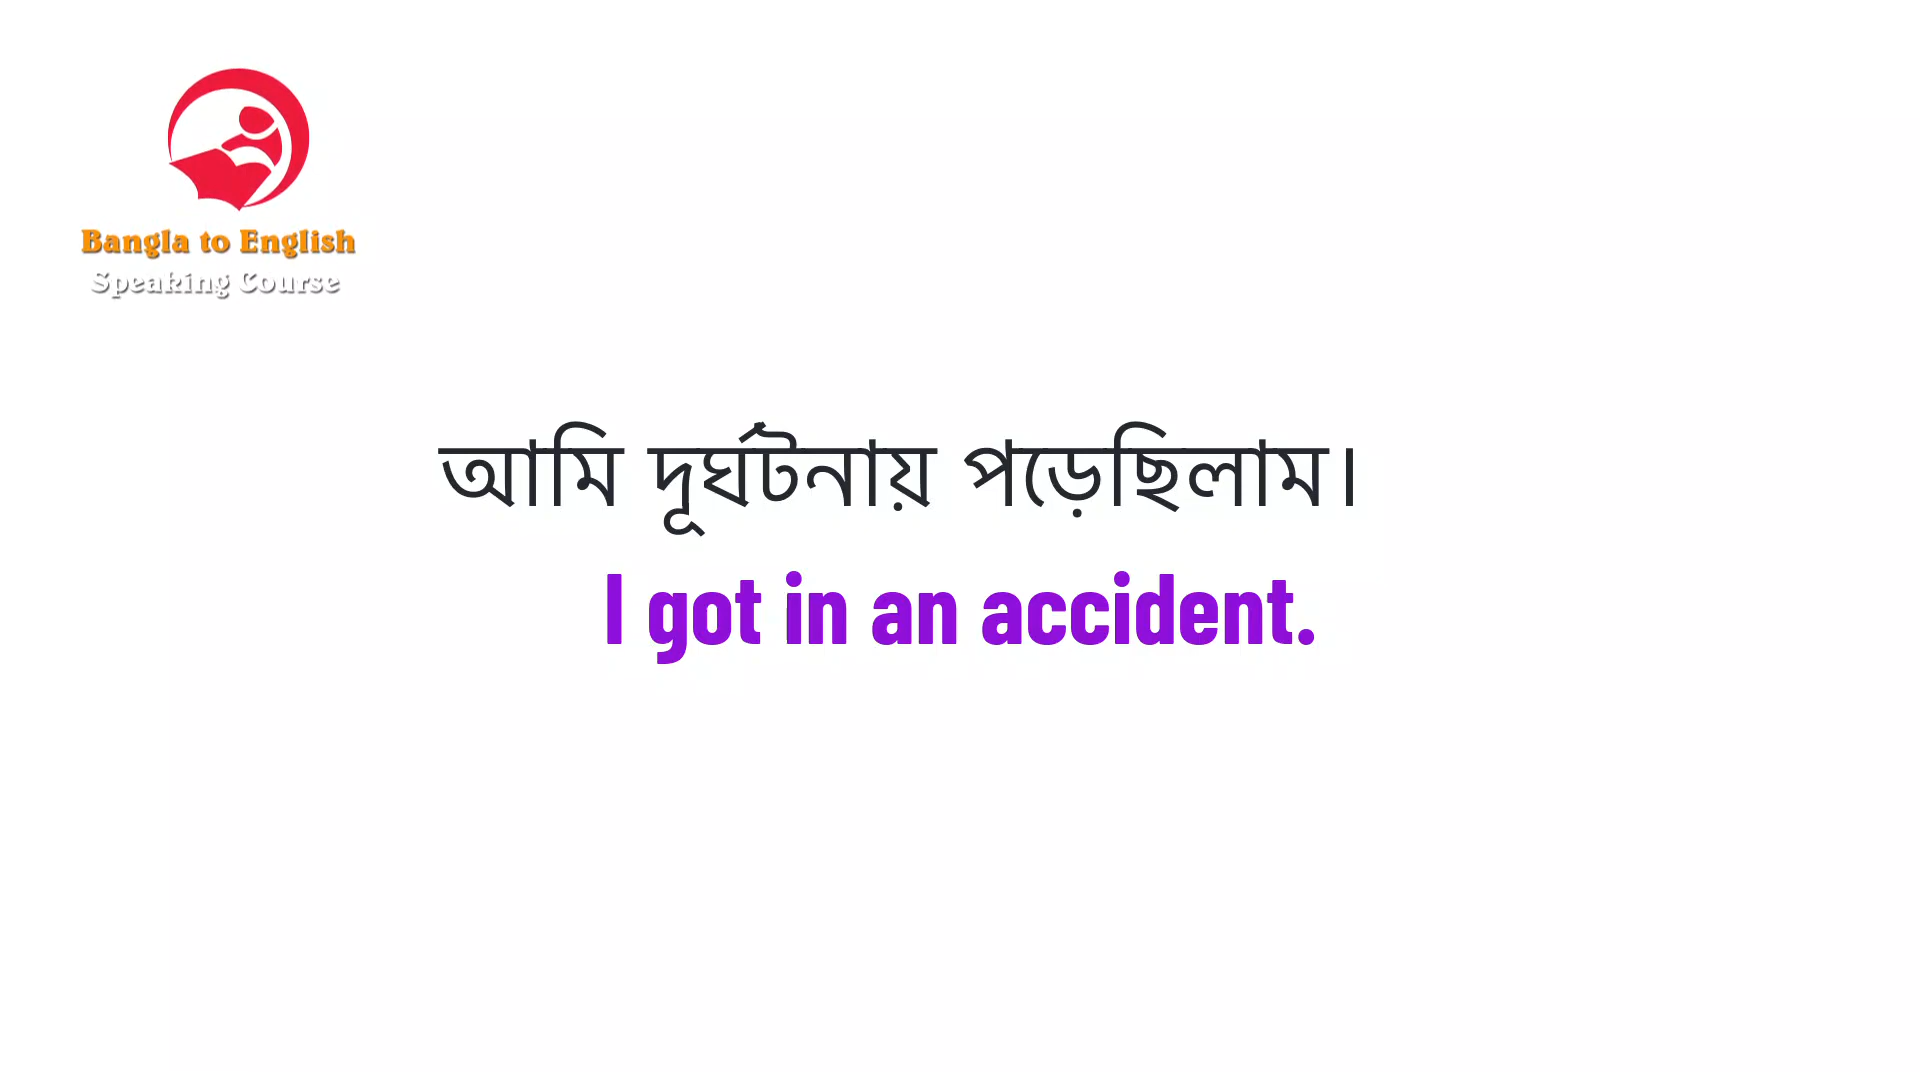 Bangla to English
Speaking Course
আমি দূর্ঘটনায় পড়েছিলাম।
I got in an accident.